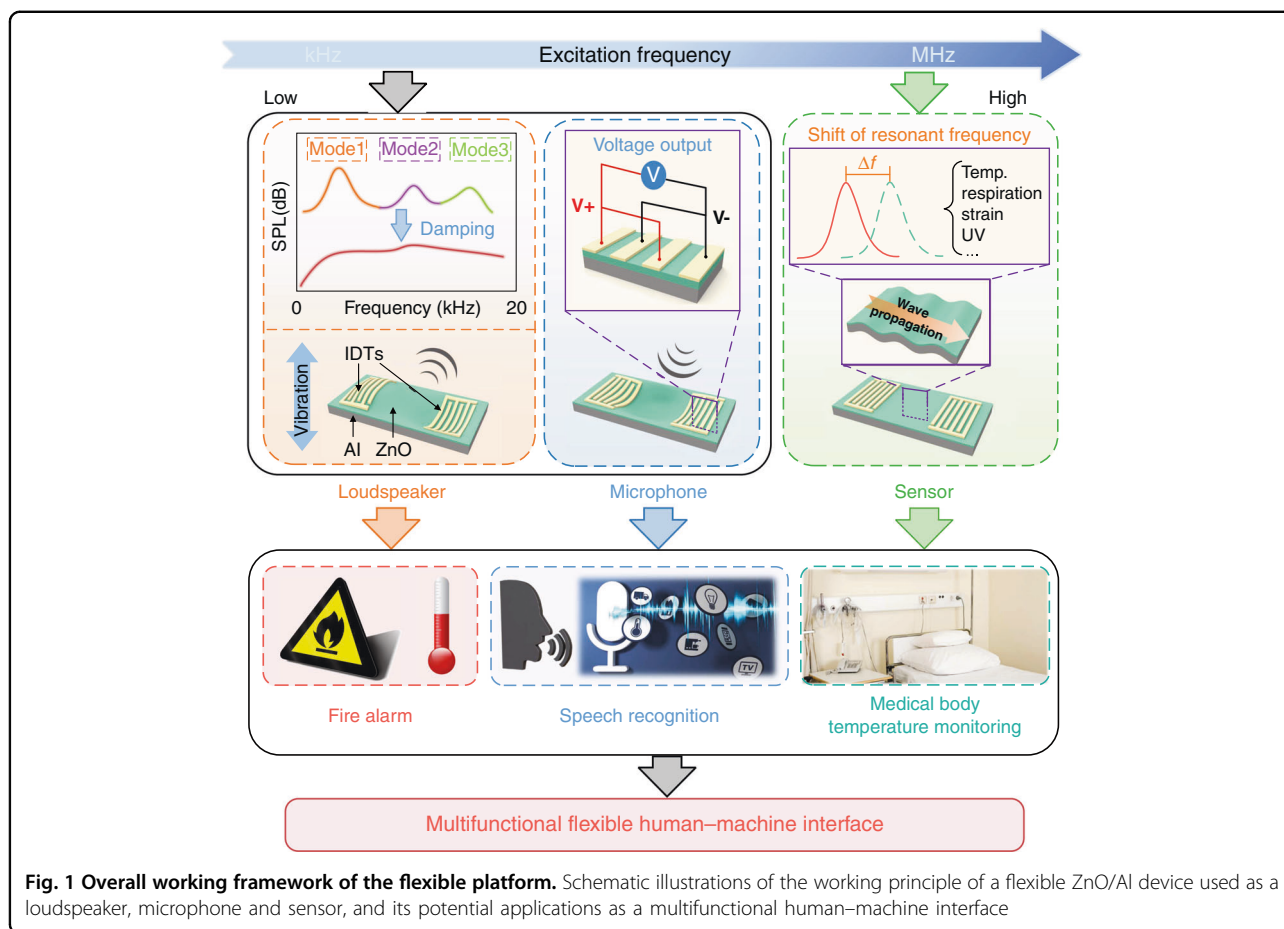 kHz Excitation frequency MHz
Low
High
Mode1 Mode2 Mode3
SPL(dB)
Damping
0 Frequency (kHz) 20
Vibration
IDTs
Al ZnO
Voltage output
V
V+
V-
Shift of resonant frequency
Δf
Temp.
respiration
strain
UV
...
Wave
propagation
Loudspeaker
Microphone
Sensor
TV
Fire alarm
Speech recognition
Medical body
temperature monitoring
Multifunctional flexible human–machine interface
Fig. 1 Overall working framework of the flexible platform. Schematic illustrations of the working principle of a flexible ZnO/Al device used as a
loudspeaker, microphone and sensor, and its potential applications as a multifunctional human–machine interface